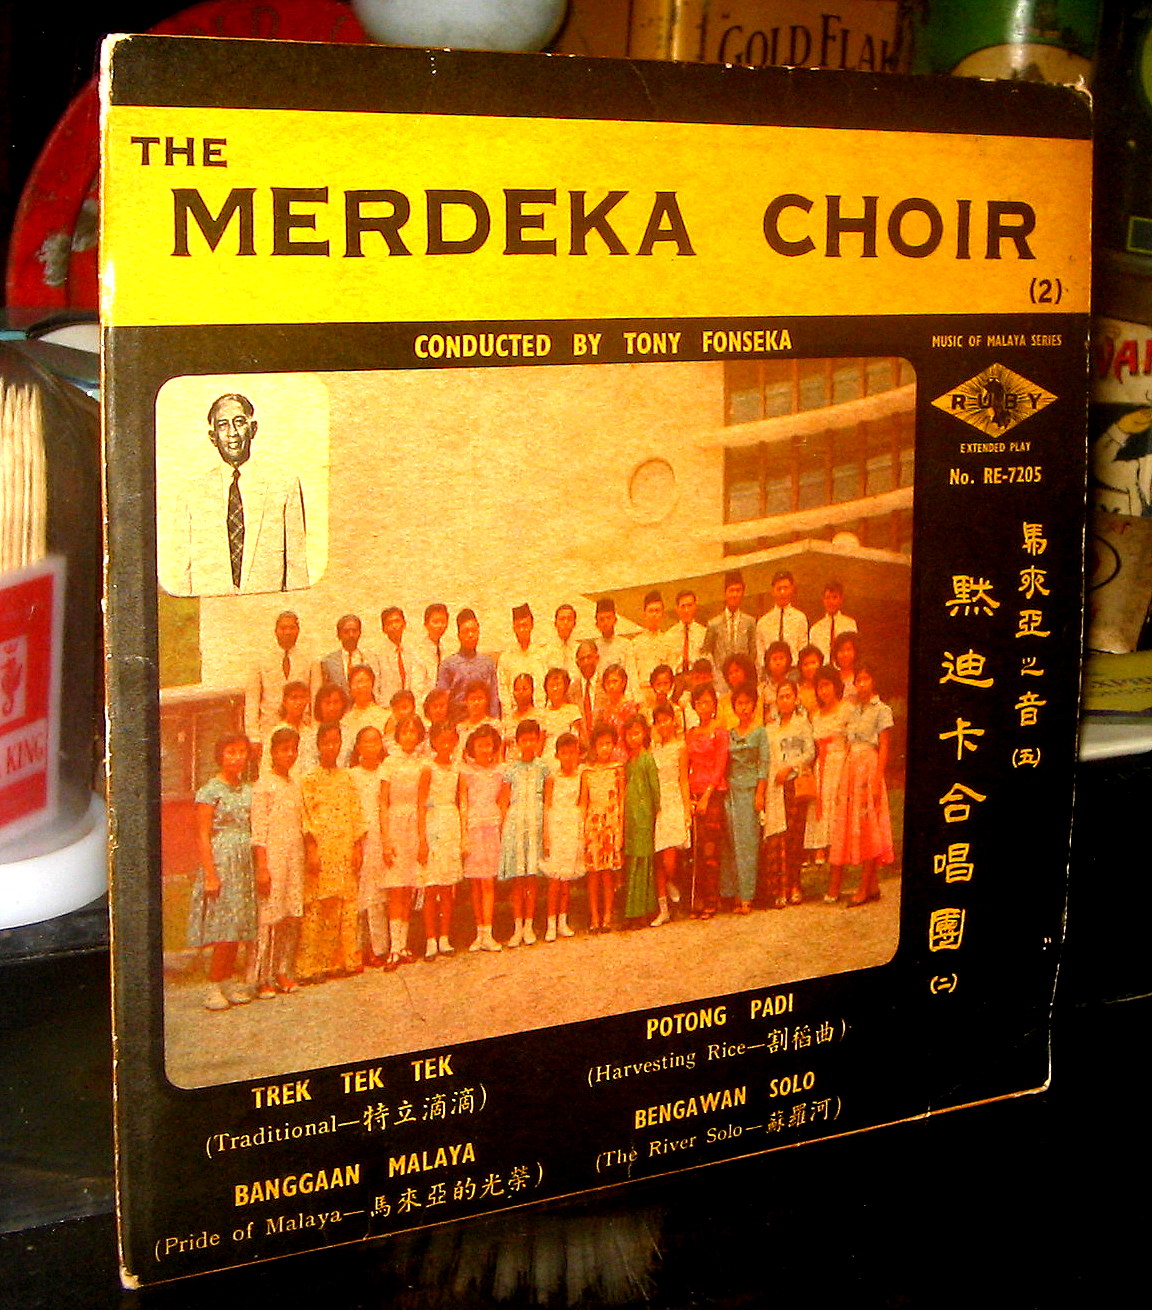 GOLD FLAK
THE
MERDEKA CHOIR
(2)
CONDUCTED BY TONY FONSEKA
MUSIC OF MALAYA SERIES
RUBY
EXTENDED PLAY
No. RE-7205
馬來亞之音(五)
黙迪卡合唱團(二)
TREK TEK TEK
(Traditional—特立滴滴)
BANGGAAN MALAYA
(Pride of Malaya—馬來亞的光榮)
POTONG PADI
(Harvesting Rice—割稻曲)
BENGAWAN SOLO
(The River Solo—蘇羅河)
KING